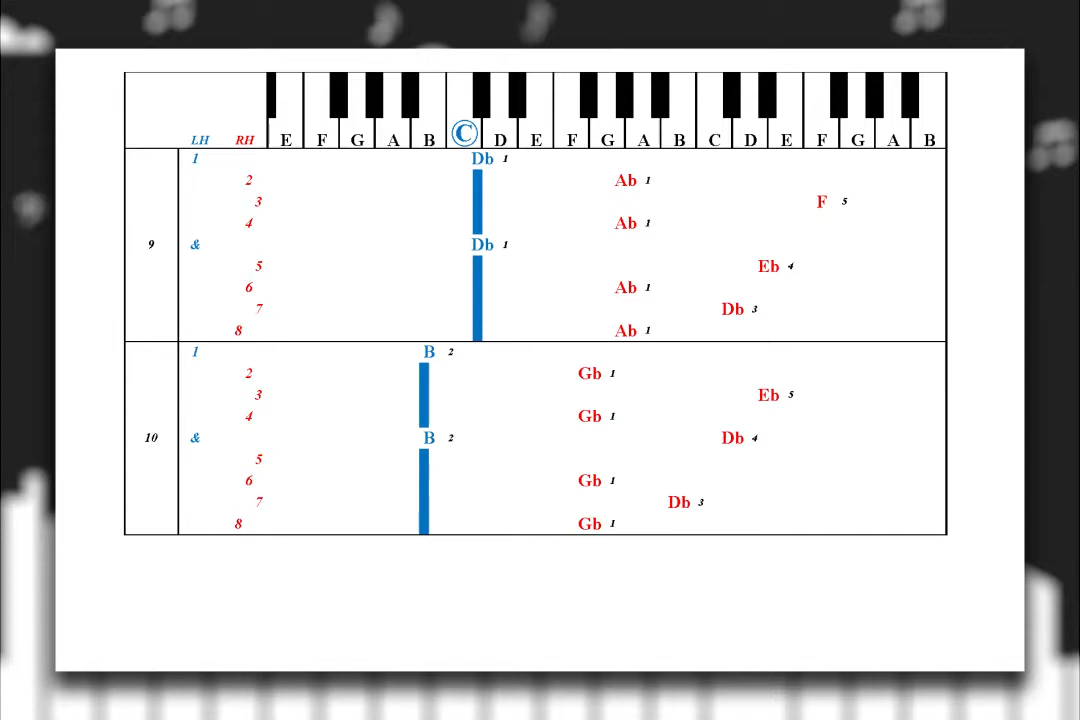 LH RH E F G A B C D E F G A B C D E F G A B
1 Db 1
2 Ab 1
3 F 5
4 Ab 1
9 & Db 1
5 Eb 4
6 Ab 1
7 Db 3
8 Ab 1
1 B 2
2 Gb 1
3 Eb 5
4 Gb 1
10 & B 2 Db 4
5
6 Gb 1
7 Db 3
8 Gb 1